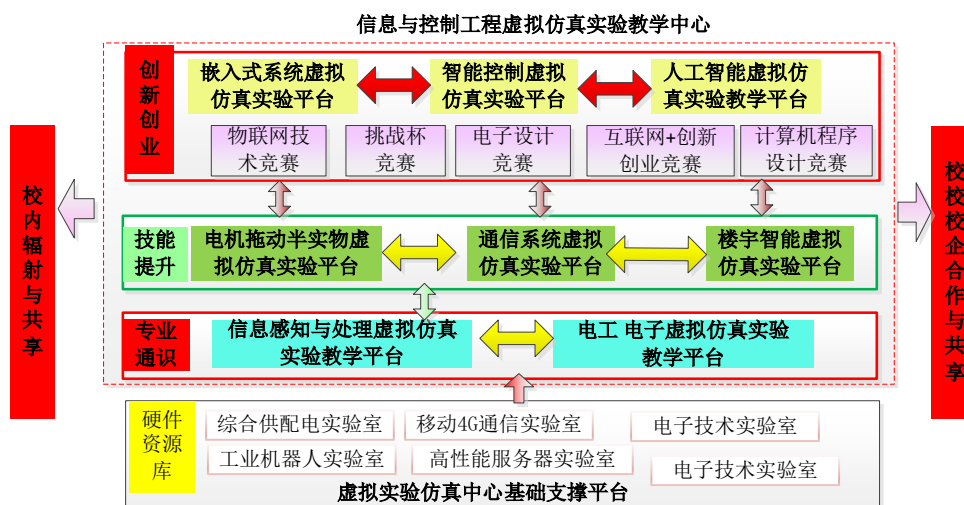 信息与控制工程虚拟仿真实验教学中心
创新创业
嵌入式系统虚拟
仿真实验平台
智能控制虚拟
仿真实验平台
人工智能虚拟仿
真实验教学平台
物联网技
术竞赛
挑战杯
竞赛
电子设计
竞赛
互联网+创新
创业竞赛
计算机程序
设计竞赛
校内辐射与共享
校校校企合作与共享
技能
提升
电机拖动半实物虚
拟仿真实验平台
通信系统虚拟
仿真实验平台
楼宇智能虚拟
仿真实验平台
专业
通识
信息感知与处理虚拟仿真
实验教学平台
电工 电子虚拟仿真实验
教学平台
硬件
资源
库
综合供配电实验室
移动4G通信实验室
电子技术实验室
工业机器人实验室
高性能服务器实验室
电子技术实验室
虚拟实验仿真中心基础支撑平台